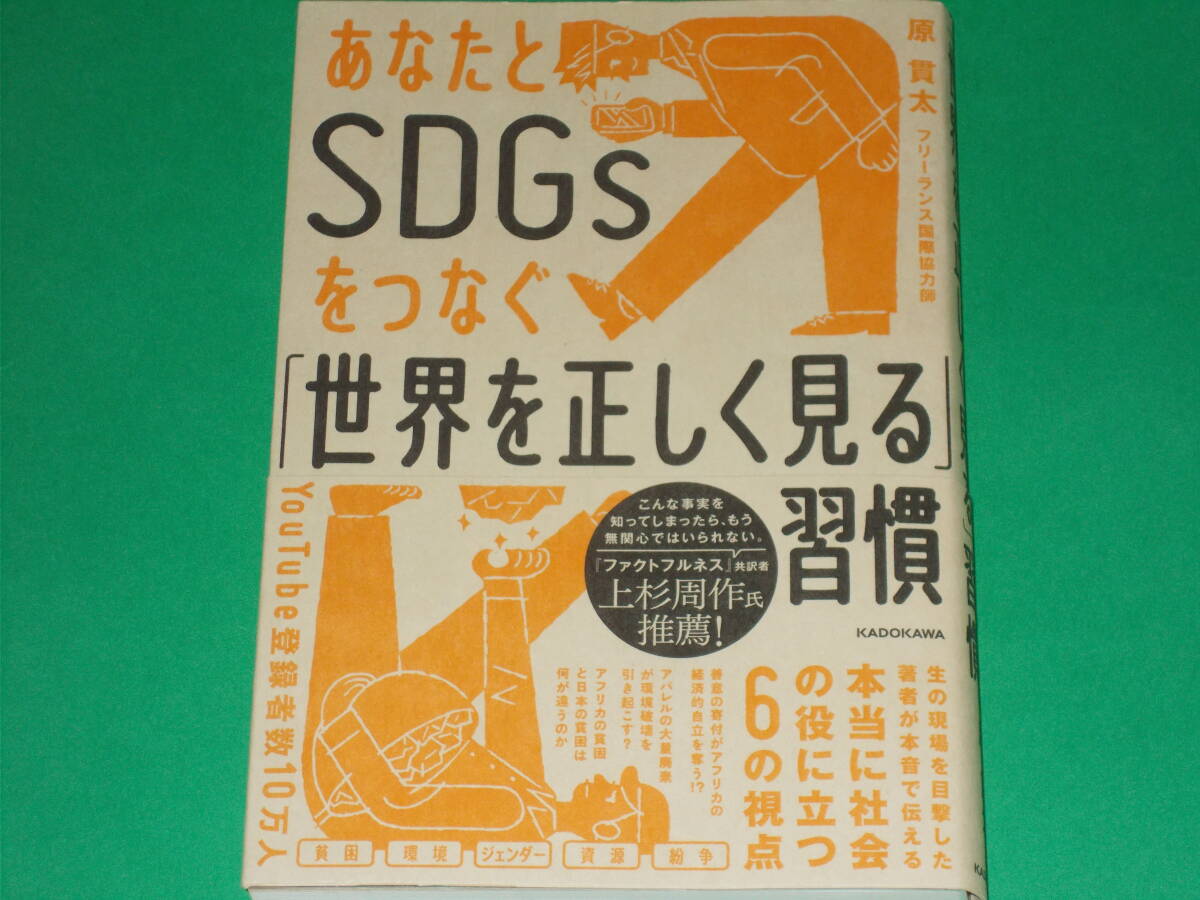 あなたと
SDGs
をつなぐ
「世界を正しく見る」
習慣
原 貫太
フリーランス国際協力師
こんな事実を
知ってしまったら、もう
無関心ではいられない。
『ファクトフルネス』共訳者
上杉周作氏
推薦!
KADOKAWA
生の現場を目撃した
著者が本音で伝える
本当に社会
の役に立つ
6の視点
善意の寄付がアフリカの
経済的自立を奪う!?
アパレルの大量廃棄
が環境破壊を
引き起こす?
アフリカの貧困
と日本の貧困は
何が違うのか
YouTube登録者数10万人
貧困
環境
ジェンダー
資源
紛争